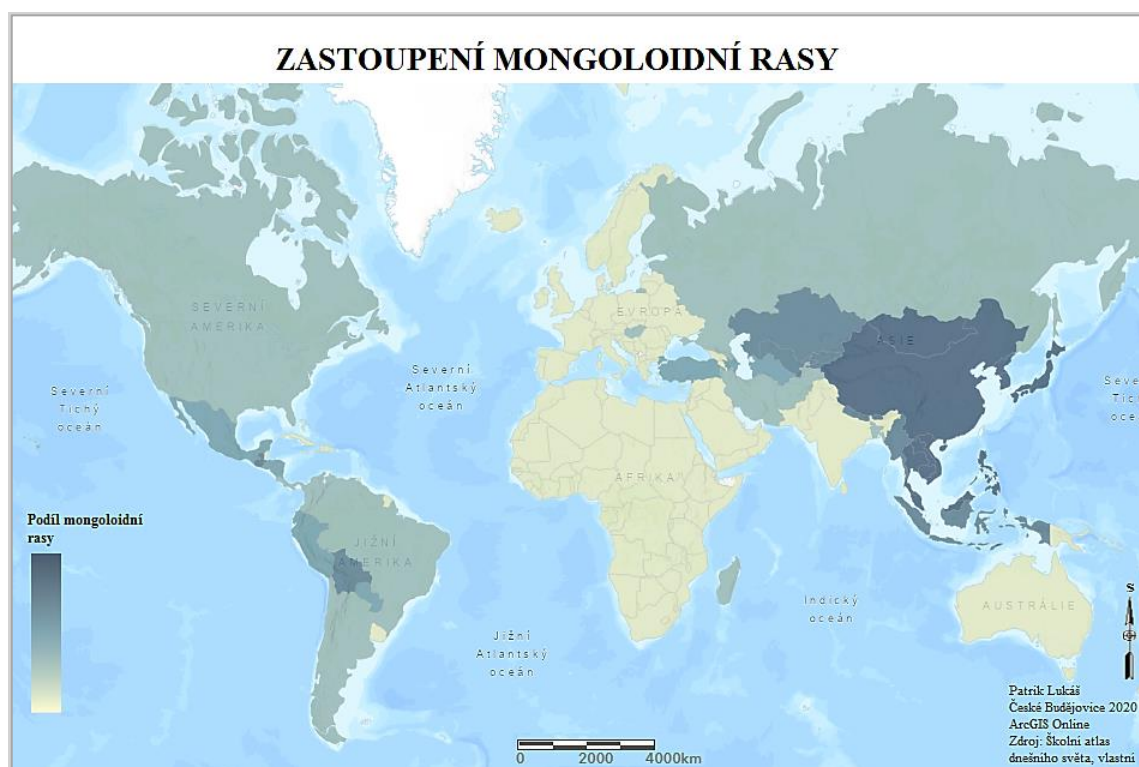 ZASTOUPENÍ MONGOLOIDNÍ RASY
SEVERNÍ
AMERIKA
EVROPA
ASIE
Severní
Tichý
oceán
Severní
Atlantský
oceán
AFRIKA
Podíl mongoloidní
rasy
JIŽNÍ
AMERIKA
Indický
oceán
AUSTRÁLIE
S
Jižní
Atlantský
oceán
Patrik Lukáš
České Budějovice 2020
ArcGIS Online
Zdroj: Školní atlas
dnešního světa, vlastní
0 2000 4000km